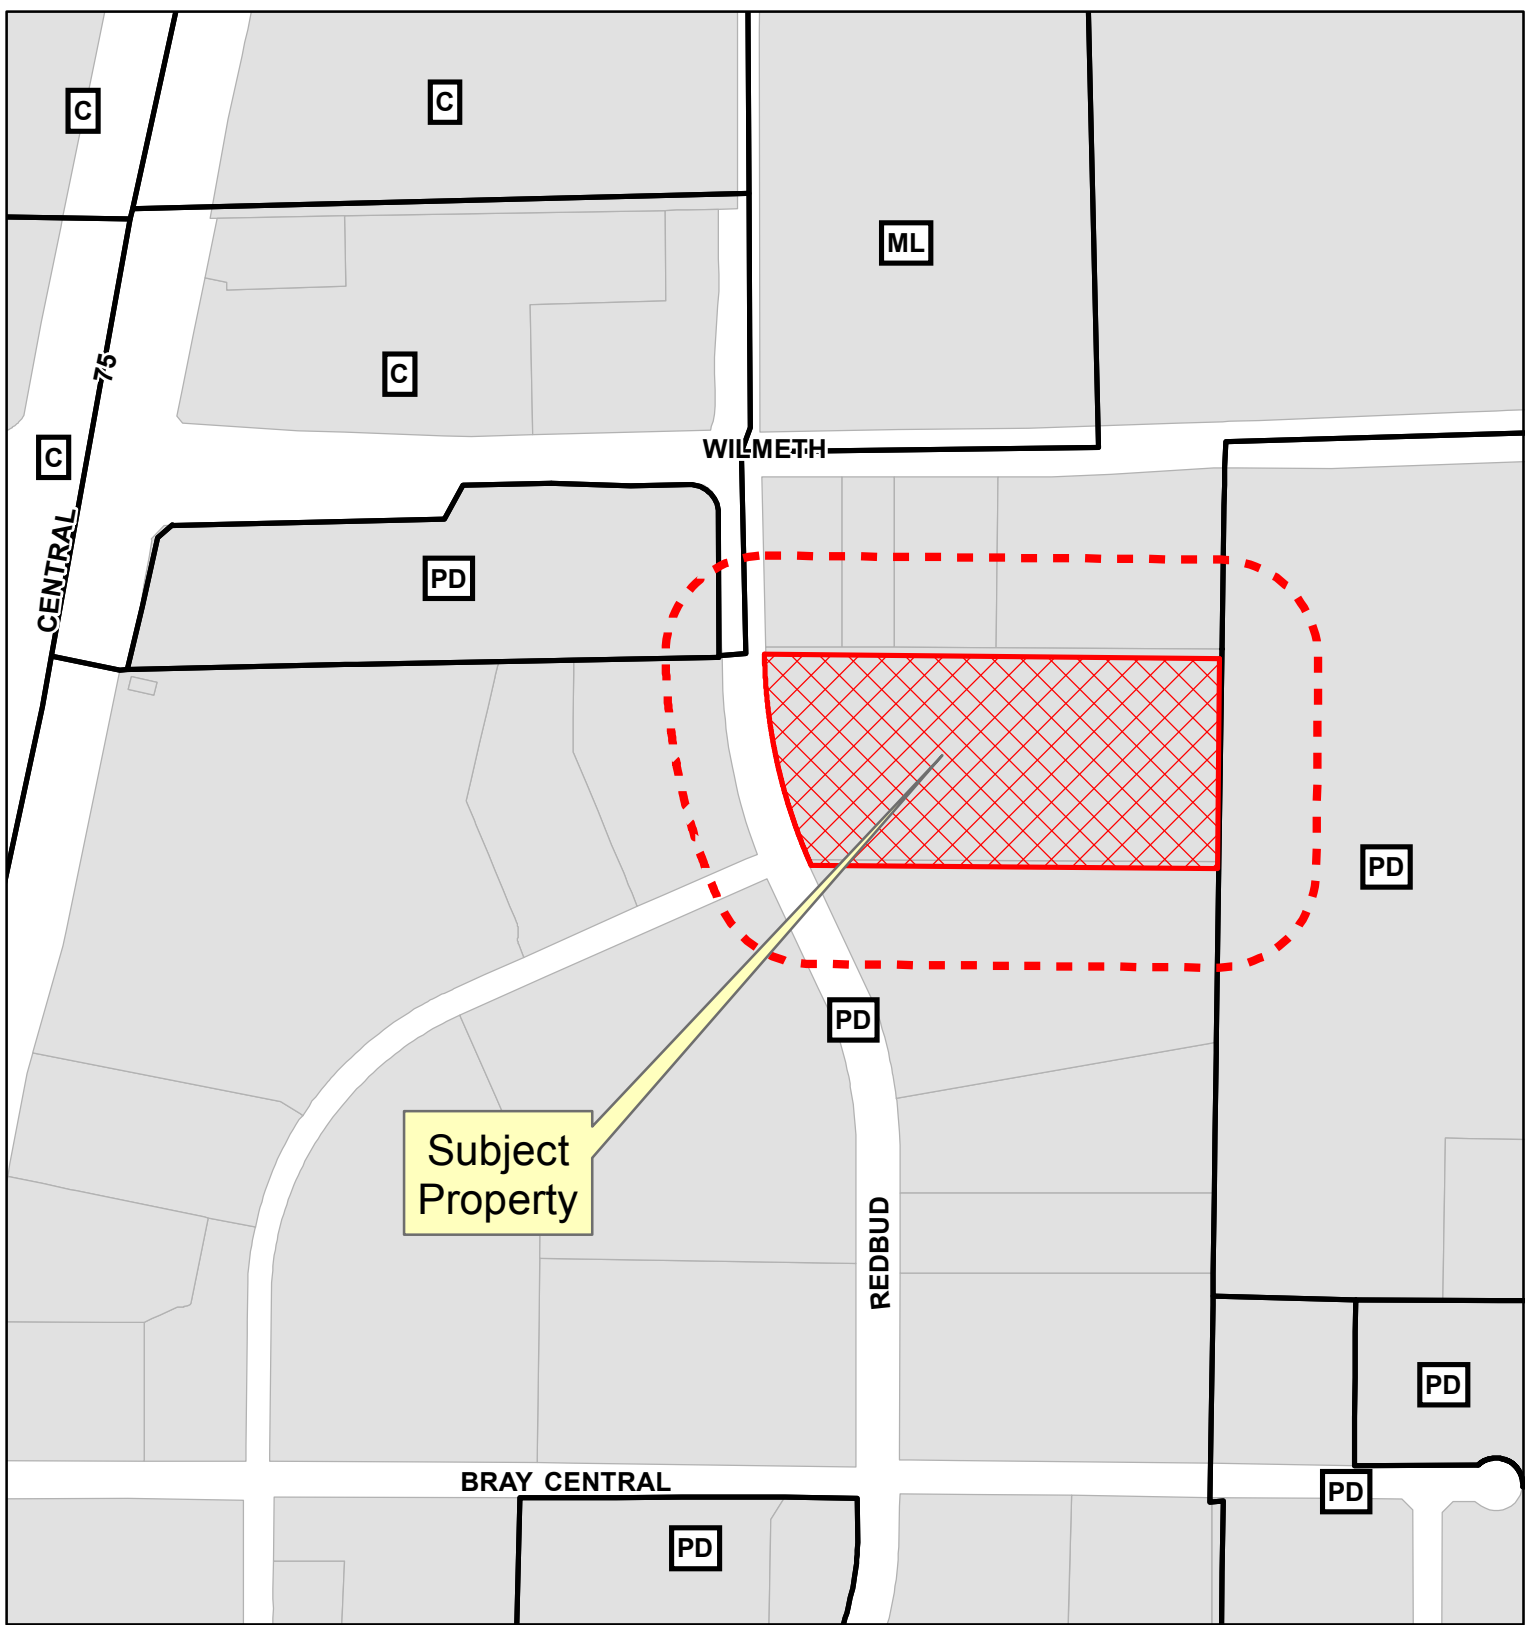 C
C
ML
75
C
WILMETH
C
CENTRAL
PD
PD
PD
Subject
Property
REDBUD
PD
BRAY CENTRAL
PD
PD